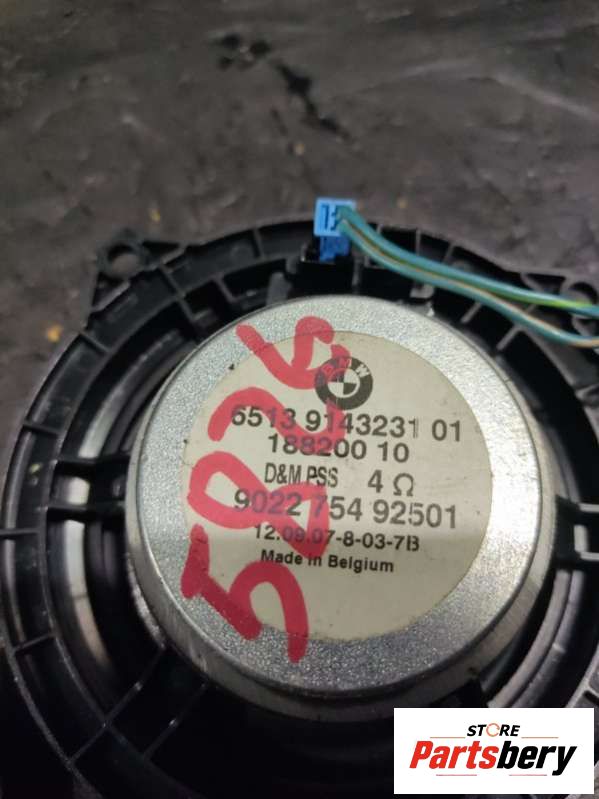 BMW
6513 9143231 01
188200 10
D&M PSS 4 Ω
9022 754 92501
12.09.07-8-03-7B
Made in Belgium
5826
STORE
Partsbery